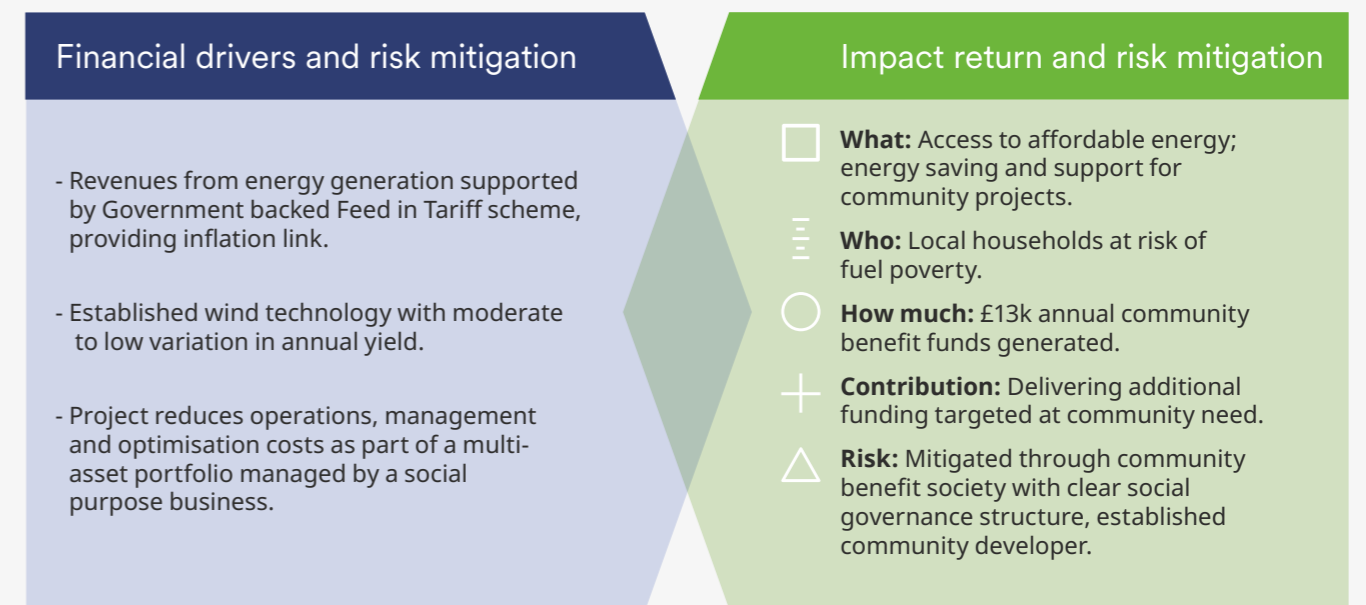 Financial drivers and risk mitigation
- Revenues from energy generation supported
by Government backed Feed in Tariff scheme,
providing inflation link.
- Established wind technology with moderate
to low variation in annual yield.
- Project reduces operations, management
and optimisation costs as part of a multi-
asset portfolio managed by a social
purpose business.
Impact return and risk mitigation
What: Access to affordable energy;
energy saving and support for
community projects.
Who: Local households at risk of
fuel poverty.
How much: £13k annual community
benefit funds generated.
Contribution: Delivering additional
funding targeted at community need.
Risk: Mitigated through community
benefit society with clear social
governance structure, established
community developer.